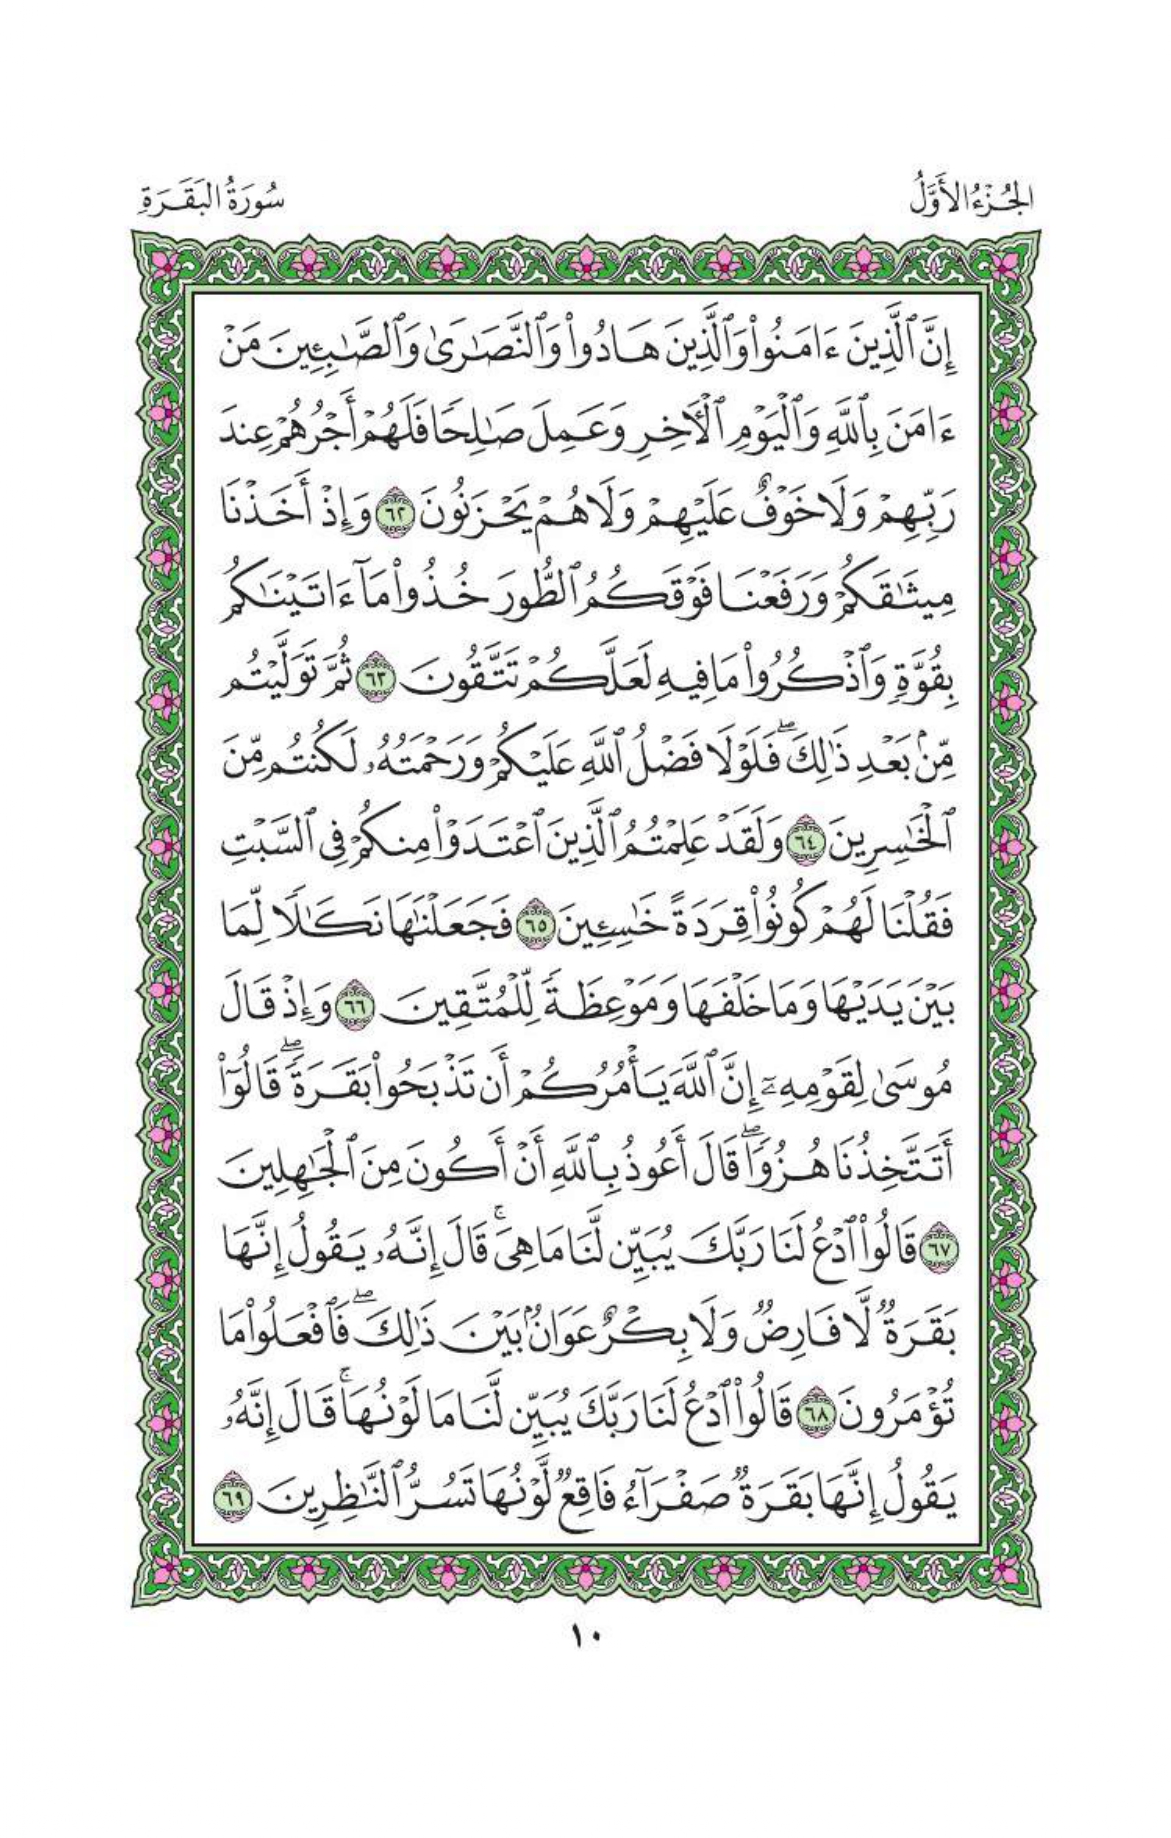 الجُزْءُ الأَوَّلُ
سُورَةُ البَقَرَةِ
إِنَّ ٱلَّذِينَ ءَامَنُوا۟ وَٱلَّذِينَ هَادُوا۟ وَٱلنَّصَـٰرَىٰ وَٱلصَّـٰبِـِٔينَ مَنْ
ءَامَنَ بِٱللَّهِ وَٱلْيَوْمِ ٱلْـَٔاخِرِ وَعَمِلَ صَـٰلِحًا فَلَهُمْ أَجْرُهُمْ عِندَ
رَبِّهِمْ وَلَا خَوْفٌ عَلَيْهِمْ وَلَا هُمْ يَحْزَنُونَ ٦٢ وَإِذْ أَخَذْنَا
مِيثَـٰقَكُمْ وَرَفَعْنَا فَوْقَكُمُ ٱلطُّورَ خُذُوا۟ مَآ ءَاتَيْنَـٰكُم
بِقُوَّةٍ وَٱذْكُرُوا۟ مَا فِيهِ لَعَلَّكُمْ تَتَّقُونَ ٦٣ ثُمَّ تَوَلَّيْتُم
مِّنۢ بَعْدِ ذَٰلِكَ ۖ فَلَوْلَا فَضْلُ ٱللَّهِ عَلَيْكُمْ وَرَحْمَتُهُۥ لَكُنتُم مِّنَ
ٱلْخَـٰسِرِينَ ٦٤ وَلَقَدْ عَلِمْتُمُ ٱلَّذِينَ ٱعْتَدَوْا۟ مِنكُمْ فِى ٱلسَّبْتِ
فَقُلْنَا لَهُمْ كُونُوا۟ قِرَدَةً خَـٰسِـِٔينَ ٦٥ فَجَعَلْنَـٰهَا نَكَـٰلًا لِّمَا
بَيْنَ يَدَيْهَا وَمَا خَلْفَهَا وَمَوْعِظَةً لِّلْمُتَّقِينَ ٦٦ وَإِذْ قَالَ
مُوسَىٰ لِقَوْمِهِۦٓ إِنَّ ٱللَّهَ يَأْمُرُكُمْ أَن تَذْبَحُوا۟ بَقَرَةً ۖ قَالُوٓا۟
أَتَتَّخِذُنَا هُزُوًا ۖ قَالَ أَعُوذُ بِٱللَّهِ أَنْ أَكُونَ مِنَ ٱلْجَـٰهِلِينَ
٦٧ قَالُوا۟ ٱدْعُ لَنَا رَبَّكَ يُبَيِّن لَّنَا مَا هِىَ ۚ قَالَ إِنَّهُۥ يَقُولُ إِنَّهَا
بَقَرَةٌ لَّا فَارِضٌ وَلَا بِكْرٌ عَوَانٌۢ بَيْنَ ذَٰلِكَ ۖ فَٱفْعَلُوا۟ مَا
تُؤْمَرُونَ ٦٨ قَالُوا۟ ٱدْعُ لَنَا رَبَّكَ يُبَيِّن لَّنَا مَا لَوْنُهَا ۚ قَالَ إِنَّهُۥ
يَقُولُ إِنَّهَا بَقَرَةٌ صَفْرَآءُ فَاقِعٌ لَّوْنُهَا تَسُرُّ ٱلنَّـٰظِرِينَ ٦٩
١٠